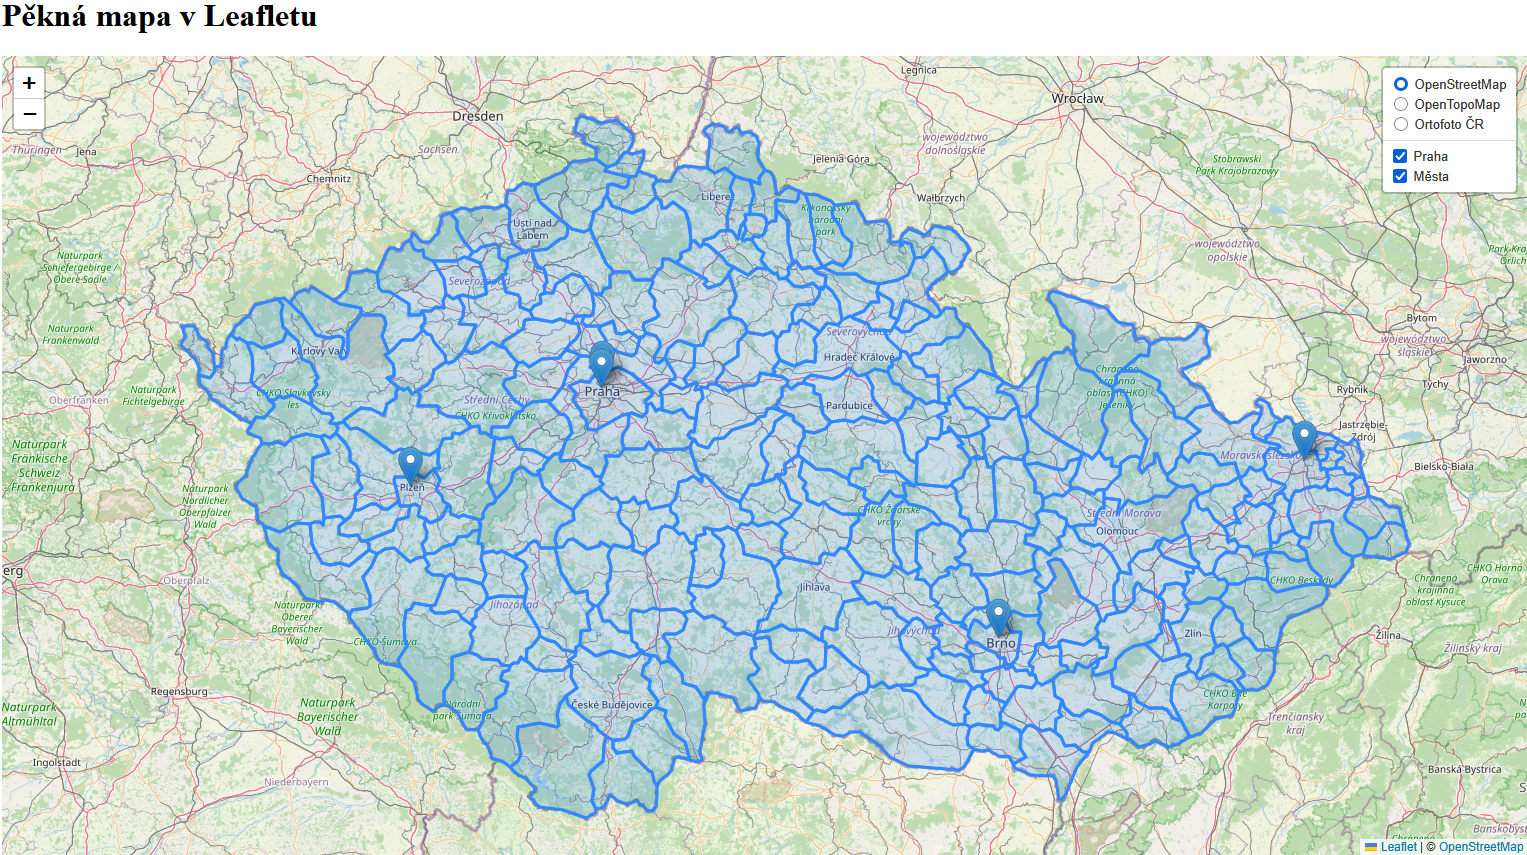 Pěkná mapa v Leafletu
+
−
OpenStreetMap
OpenTopoMap
Ortofoto ČR
Praha
Města
Legnica
Wrocław
Dresden
województwo
dolnośląskie
Thüringen
Jena
Sachsen
Jelenia Góra
Stobrawski
Park Krajobrazowy
Chemnitz
Wałbrzych
Liberec
Krkonošský
národní
park
Ústí nad
Labem
województwo
opolskie
Naturpark
Schiefergebirge /
Obere Saale
Severozápad
Bytom
Naturpark
Frankenwald
Severovýchod
województwo
śląskie
Karlovy Vary
Hradec Králové
Jaworzno
Chráněná
krajinná
oblast (CHKO)
Jeseníky
Tychy
Rybnik
Naturpark
Fichtelgebirge
CHKO Slavkovský
les
Praha
Oberfranken
Střední Čechy
Pardubice
CHKO Křivoklátsko
Jastrzębie-
Zdrój
Naturpark
Fränkische
Schweiz
- Frankenjura
Moravskoslezsko
Bielsko-Biała
Plzeň
Naturpark
Nördlicher
Oberpfälzer
Wald
CHKO Žďárské
vrchy
Střední Morava
Olomouc
erg
Oberpfalz
CHKO Beskydy
CHKO Horná
Orava
Chránená
krajinná
oblasť Kysuce
Jihlava
Naturpark
Oberer
Bayerischer
Wald
Jihozápad
Jihovýchod
Brno
Zlín
Žilina
CHKO Šumava
Žilinský kraj
Regensburg
CHKO Bílé
Karpaty
Naturpark
Altmühltal
Naturpark
Bayerischer
Wald
Národní
park Šumava
České Budějovice
Trenčiansky
kraj
Ingolstadt
Banská Bystrica
Niederbayern
Leaflet | © OpenStreetMap